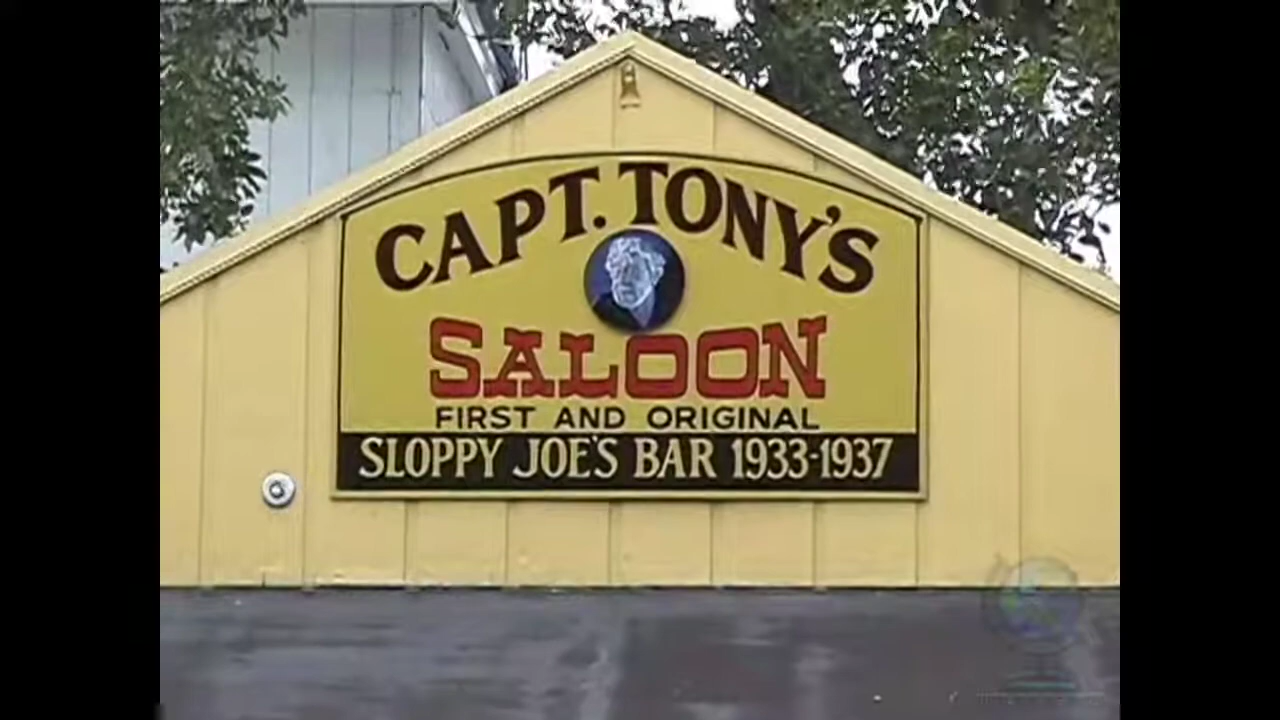 CAPT. TONY'S
SALOON
FIRST AND ORIGINAL
SLOPPY JOE'S BAR 1933-1937